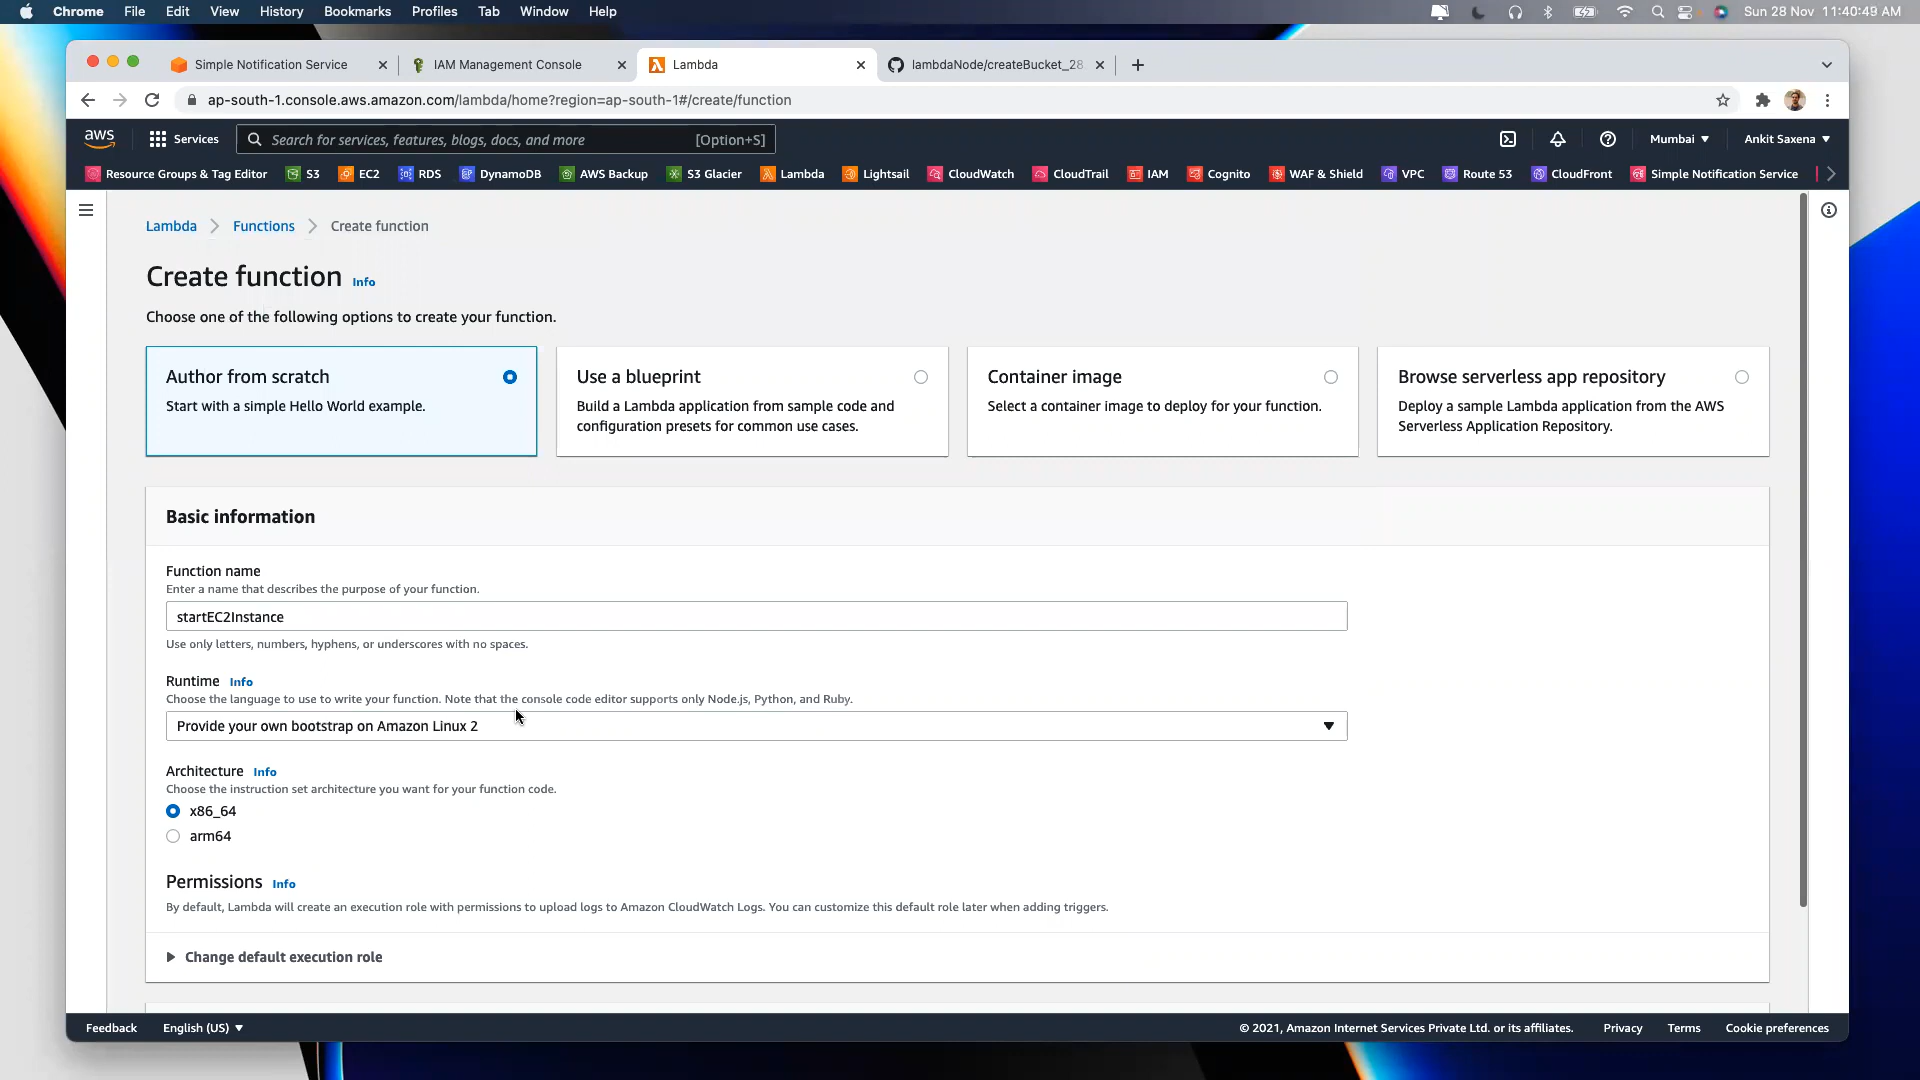 Chrome File Edit View History Bookmarks Profiles Tab Window Help Sun 28 Nov 11:40:49 AM
Simple Notification Service IAM Management Console Lambda lambdaNode/createBucket_28
ap-south-1.console.aws.amazon.com/lambda/home?region=ap-south-1#/create/function
aws Services Search for services, features, blogs, docs, and more [Option+S] Mumbai Ankit Saxena
Resource Groups & Tag Editor S3 EC2 RDS DynamoDB AWS Backup S3 Glacier Lambda Lightsail CloudWatch CloudTrail IAM Cognito WAF & Shield VPC Route 53 CloudFront Simple Notification Service
Lambda Functions Create function
Create function Info
Choose one of the following options to create your function.
Author from scratch
Start with a simple Hello World example.
Use a blueprint
Build a Lambda application from sample code and
configuration presets for common use cases.
Container image
Select a container image to deploy for your function.
Browse serverless app repository
Deploy a sample Lambda application from the AWS
Serverless Application Repository.
Basic information
Function name
Enter a name that describes the purpose of your function.
startEC2Instance
Use only letters, numbers, hyphens, or underscores with no spaces.
Runtime Info
Choose the language to use to write your function. Note that the console code editor supports only Node.js, Python, and Ruby.
Provide your own bootstrap on Amazon Linux 2
Architecture Info
Choose the instruction set architecture you want for your function code.
x86_64
arm64
Permissions Info
By default, Lambda will create an execution role with permissions to upload logs to Amazon CloudWatch Logs. You can customize this default role later when adding triggers.
Change default execution role
Feedback English (US) © 2021, Amazon Internet Services Private Ltd. or its affiliates. Privacy Terms Cookie preferences